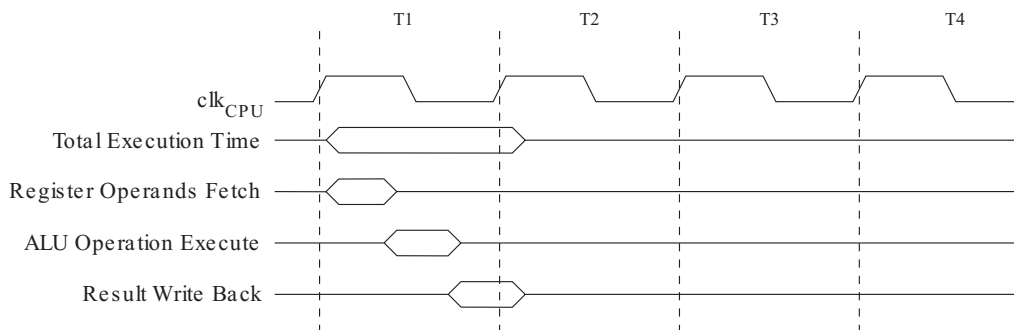 T1 T2 T3 T4
clkCPU
Total Execution Time
Register Operands Fetch
ALU Operation Execute
Result Write Back